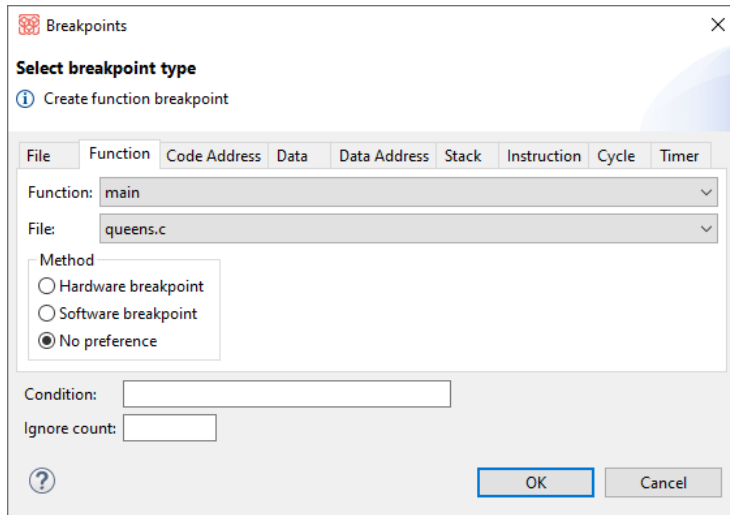 Breakpoints
Select breakpoint type
Create function breakpoint
File Function Code Address Data Data Address Stack Instruction Cycle Timer
Function: main
File: queens.c
Method
Hardware breakpoint
Software breakpoint
No preference
Condition:
Ignore count:
OK Cancel